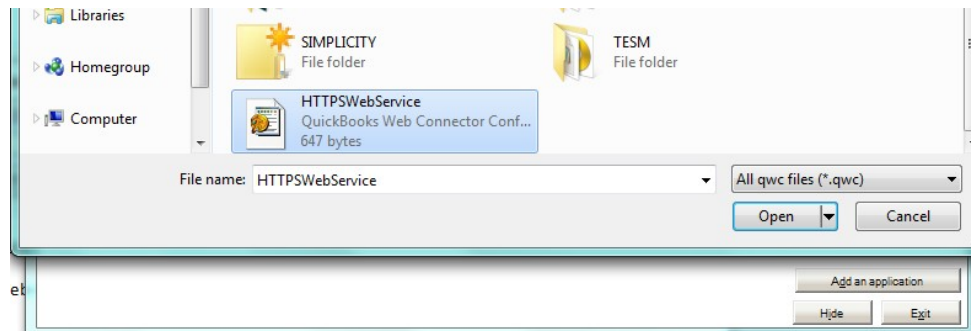 Libraries
Homegroup
Computer
SIMPLICITY
File folder
TESM
File folder
HTTPSWebService
QuickBooks Web Connector Conf...
647 bytes
File name: HTTPSWebService
All qwc files (*.qwc)
Open
Cancel
eb
Add an application
Hide
Exit